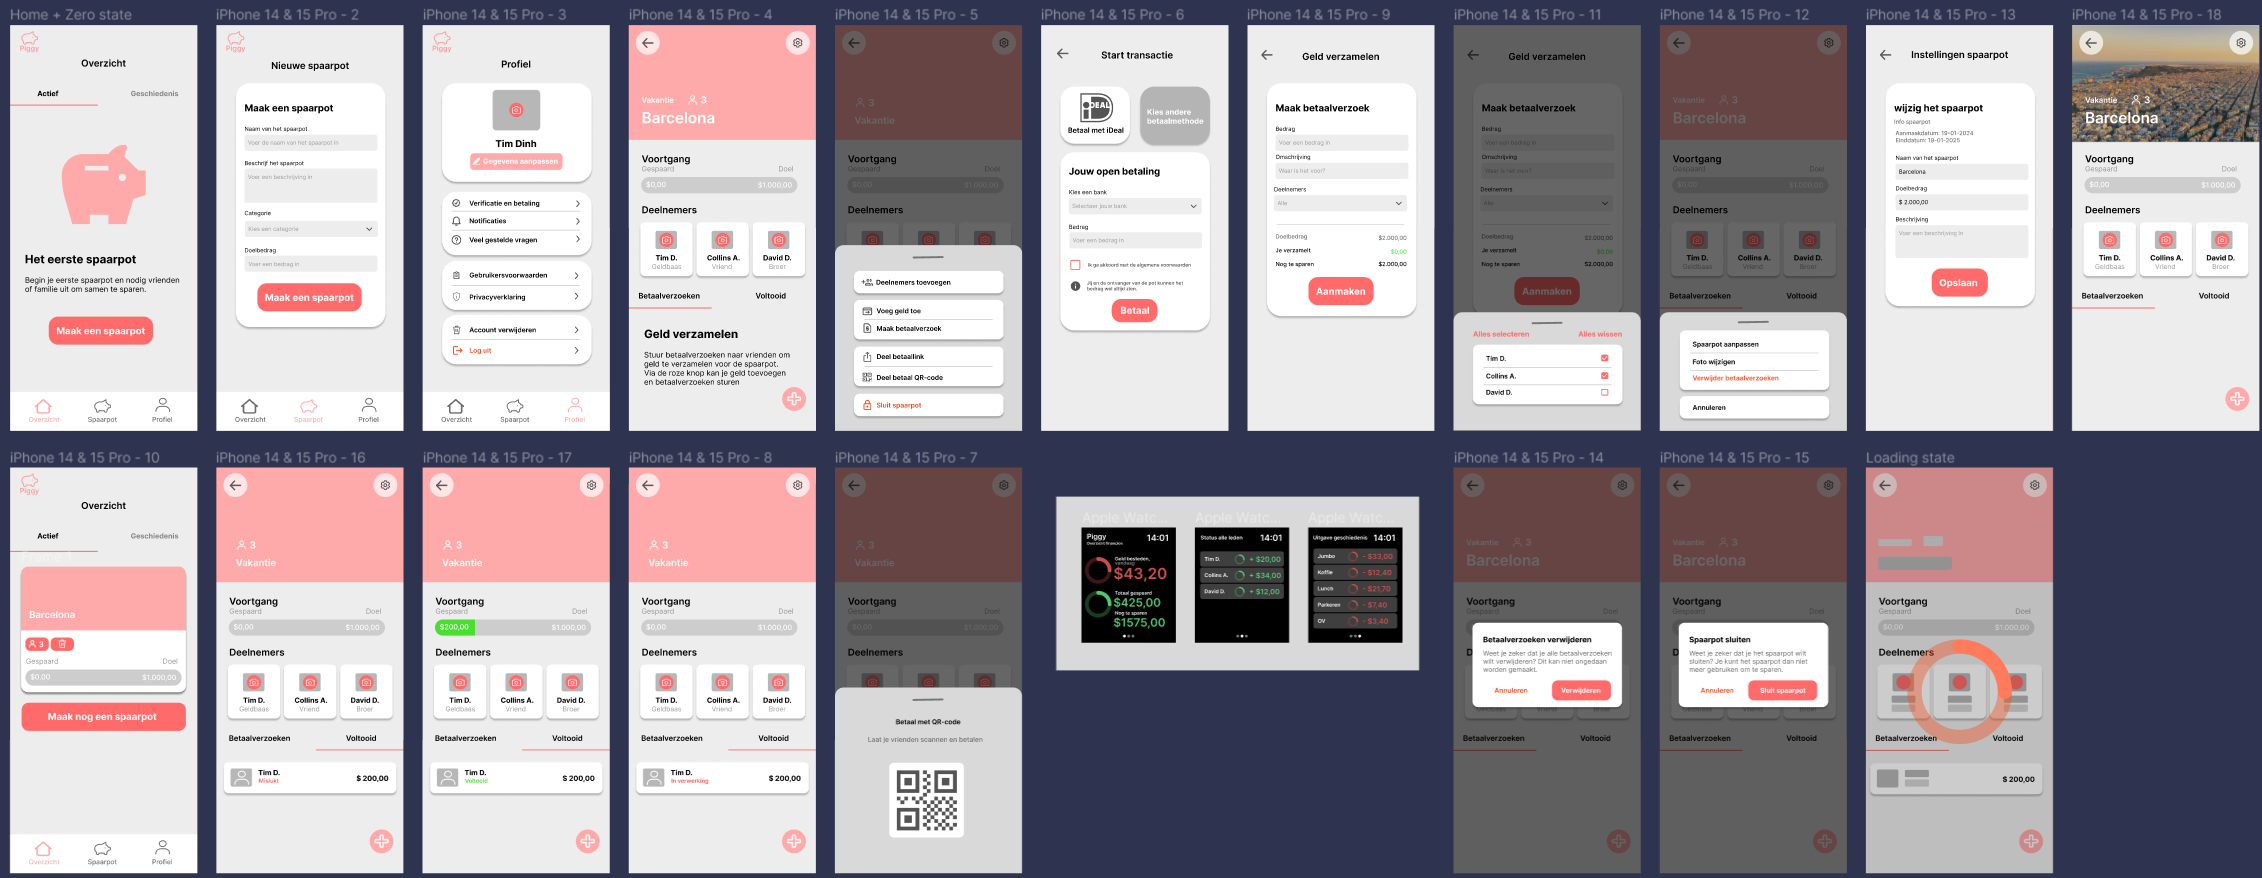 Home + Zero state
Piggy
Overzicht
Actief
Geschiedenis
Het eerste spaarpot
Begin je eerste spaarpot en nodig vrienden
of familie uit om samen te sparen.
Maak een spaarpot
Overzicht
Spaarpot
Profiel
iPhone 14 & 15 Pro - 2
Piggy
Nieuwe spaarpot
Maak een spaarpot
Naam van het spaarpot
Voer de naam van het spaarpot in
Beschrijf het spaarpot
Voer een beschrijving in
Categorie
Kies een categorie
Doelbedrag
Voer een bedrag in
Maak een spaarpot
Overzicht
Spaarpot
Profiel
iPhone 14 & 15 Pro - 3
Piggy
Profiel
Tim Dinh
Gegevens aanpassen
Verificatie en betaling
Notificaties
Veel gestelde vragen
Gebruikersvoorwaarden
Privacyverklaring
Account verwijderen
Log uit
Overzicht
Spaarpot
Profiel
iPhone 14 & 15 Pro - 4
Vakantie
3
Barcelona
Voortgang
Gespaard
Doel
$0,00
$1.000,00
Deelnemers
Tim D.
Geldbaas
Collins A.
Vriend
David D.
Broer
Betaalverzoeken
Voltooid
Geld verzamelen
Stuur betaalverzoeken naar vrienden om
geld te verzamelen voor de spaarpot.
Via de roze knop kan je geld toevoegen
en betaalverzoeken sturen
iPhone 14 & 15 Pro - 5
3
Vakantie
Voortgang
Gespaard
Doel
$0,00
$1.000,00
Deelnemers
Deelnemers toevoegen
Voeg geld toe
Maak betaalverzoek
Deel betaallink
Deel betaal QR-code
Sluit spaarpot
iPhone 14 & 15 Pro - 6
Start transactie
iDEAL
Betaal met iDeal
Kies andere
betaalmethode
Jouw open betaling
Kies een bank
Selecteer jouw bank
Bedrag
Voer een bedrag in
Ik ga akkoord met de algemene voorwaarden
Jij en de ontvanger van de pot kunnen het
bedrag wel altijd zien.
Betaal
iPhone 14 & 15 Pro - 9
Geld verzamelen
Maak betaalverzoek
Bedrag
Voer een bedrag in
Omschrijving
Waar is het voor?
Deelnemers
Alle
Doelbedrag
$2.000,00
Je verzamelt
$0,00
Nog te sparen
$2.000,00
Aanmaken
iPhone 14 & 15 Pro - 11
Geld verzamelen
Maak betaalverzoek
Bedrag
Voer een bedrag in
Omschrijving
Waar is het voor?
Deelnemers
Alle
Doelbedrag
$2.000,00
Je verzamelt
$0,00
Nog te sparen
$2.000,00
Aanmaken
Alles selecteren
Alles wissen
Tim D.
Collins A.
David D.
iPhone 14 & 15 Pro - 12
Vakantie
3
Barcelona
Voortgang
Gespaard
Doel
$0,00
$1.000,00
Deelnemers
Tim D.
Geldbaas
Collins A.
Vriend
David D.
Broer
Betaalverzoeken
Voltooid
Spaarpot aanpassen
Foto wijzigen
Verwijder betaalverzoeken
Annuleren
iPhone 14 & 15 Pro - 13
Instellingen spaarpot
wijzig het spaarpot
Info spaarpot
Aanmaakdatum: 19-01-2024
Einddatum: 19-01-2025
Naam van het spaarpot
Barcelona
Doelbedrag
$ 2.000,00
Beschrijving
Voer een beschrijving in
Opslaan
iPhone 14 & 15 Pro - 18
Vakantie
3
Barcelona
Voortgang
Gespaard
Doel
$0,00
$1.000,00
Deelnemers
Tim D.
Geldbaas
Collins A.
Vriend
David D.
Broer
Betaalverzoeken
Voltooid
iPhone 14 & 15 Pro - 10
Piggy
Overzicht
Actief
Geschiedenis
Barcelona
3
Gespaard
Doel
$0,00
$1.000,00
Maak nog een spaarpot
Overzicht
Spaarpot
Profiel
iPhone 14 & 15 Pro - 16
3
Vakantie
Voortgang
Gespaard
Doel
$0,00
$1.000,00
Deelnemers
Tim D.
Geldbaas
Collins A.
Vriend
David D.
Broer
Betaalverzoeken
Voltooid
Tim D.
Mislukt
$ 200,00
iPhone 14 & 15 Pro - 17
3
Vakantie
Voortgang
Gespaard
Doel
$200,00
$1.000,00
Deelnemers
Tim D.
Geldbaas
Collins A.
Vriend
David D.
Broer
Betaalverzoeken
Voltooid
Tim D.
Voltooid
$ 200,00
iPhone 14 & 15 Pro - 8
3
Vakantie
Voortgang
Gespaard
Doel
$0,00
$1.000,00
Deelnemers
Tim D.
Geldbaas
Collins A.
Vriend
David D.
Broer
Betaalverzoeken
Voltooid
Tim D.
In verwerking
$ 200,00
iPhone 14 & 15 Pro - 7
3
Vakantie
Voortgang
Gespaard
Doel
$0,00
$1.000,00
Deelnemers
Betaal met QR-code
Laat je vrienden scannen en betalen
Apple Watc...
Piggy
Overzicht finanzien
14:01
Geld besteden,
vandaag
$43,20
Totaal gespaard
$425,00
Nog te sparen
$1575,00
Apple Watc...
Status alle leden
14:01
Tim D.
+ $20,00
Collins A.
+ $34,00
David D.
+ $12,00
Apple Watc...
Uitgave geschiedenis
14:01
Jumbo
- $33,00
Koffie
- $12,40
Lunch
- $21,70
Parkeren
- $7,40
OV
- $3,40
iPhone 14 & 15 Pro - 14
Vakantie
3
Barcelona
Voortgang
Gespaard
Doel
$0,00
$1.000,00
Betaalverzoeken verwijderen
Weet je zeker dat je alle betaalverzoeken
wilt verwijderen? Dit kan niet ongedaan
worden gemaakt.
Annuleren
Verwijderen
Geldbaas
Vriend
Broer
Betaalverzoeken
Voltooid
iPhone 14 & 15 Pro - 15
Vakantie
3
Barcelona
Voortgang
Gespaard
Doel
$0,00
$1.000,00
Spaarpot sluiten
Weet je zeker dat je het spaarpot wilt
sluiten? Je kunt het spaarpot dan niet
meer gebruiken om te sparen.
Annuleren
Sluit spaarpot
Geldbaas
Vriend
Broer
Betaalverzoeken
Voltooid
Loading state
Voortgang
Gespaard
Doel
$0,00
$1.000,00
Deelnemers
Betaalverzoeken
Voltooid
$ 200,00